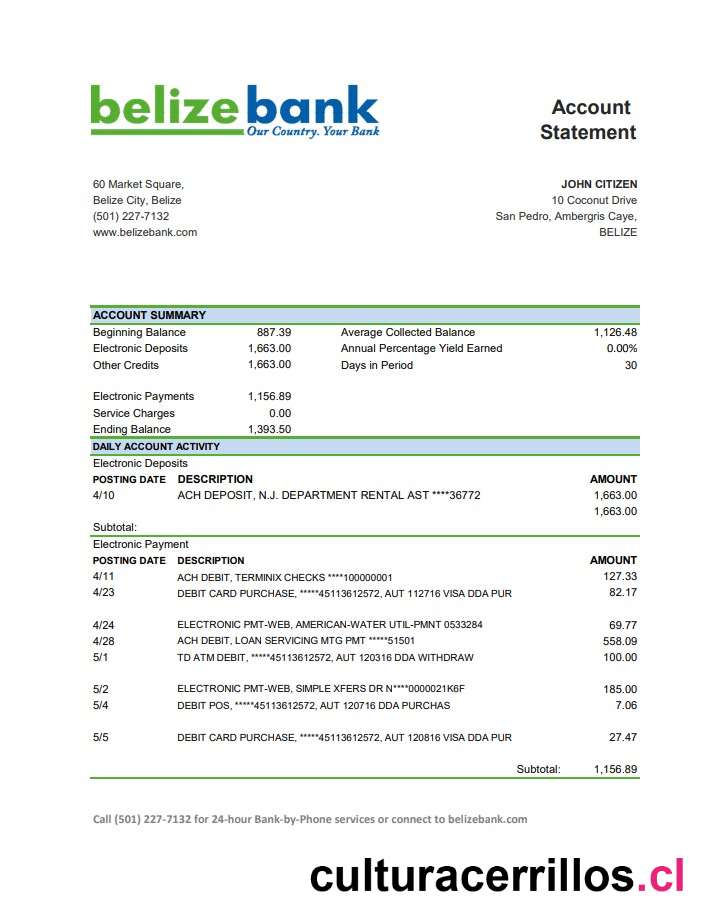 belizebank
Our Country. Your Bank
Account
Statement
60 Market Square,
Belize City, Belize
(501) 227-7132
www.belizebank.com
JOHN CITIZEN
10 Coconut Drive
San Pedro, Ambergris Caye,
BELIZE
ACCOUNT SUMMARY
Beginning Balance 887.39 Average Collected Balance 1,126.48
Electronic Deposits 1,663.00 Annual Percentage Yield Earned 0.00%
Other Credits 1,663.00 Days in Period 30
Electronic Payments 1,156.89
Service Charges 0.00
Ending Balance 1,393.50
DAILY ACCOUNT ACTIVITY
Electronic Deposits
POSTING DATE DESCRIPTION AMOUNT
4/10 ACH DEPOSIT, N.J. DEPARTMENT RENTAL AST ****36772 1,663.00
1,663.00
Subtotal:
Electronic Payment
POSTING DATE DESCRIPTION AMOUNT
4/11 ACH DEBIT, TERMINIX CHECKS ****100000001 127.33
4/23 DEBIT CARD PURCHASE, *****45113612572, AUT 112716 VISA DDA PUR 82.17
4/24 ELECTRONIC PMT-WEB, AMERICAN-WATER UTIL-PMNT 0533284 69.77
4/28 ACH DEBIT, LOAN SERVICING MTG PMT *****51501 558.09
5/1 TD ATM DEBIT, *****45113612572, AUT 120316 DDA WITHDRAW 100.00
5/2 ELECTRONIC PMT-WEB, SIMPLE XFERS DR N****0000021K6F 185.00
5/4 DEBIT POS, *****45113612572, AUT 120716 DDA PURCHAS 7.06
5/5 DEBIT CARD PURCHASE, *****45113612572, AUT 120816 VISA DDA PUR 27.47
Subtotal: 1,156.89
Call (501) 227-7132 for 24-hour Bank-by-Phone services or connect to belizebank.com
culturacerrillos.cl